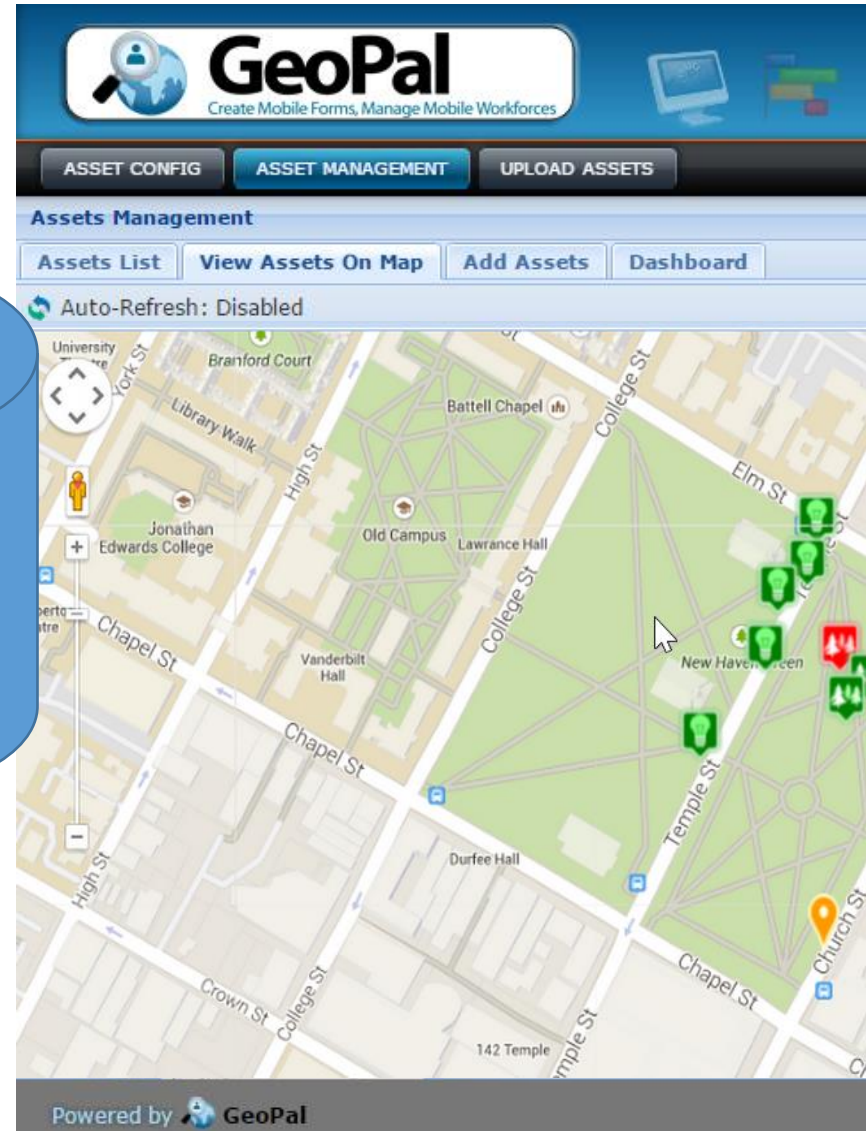 GeoPal
Create Mobile Forms, Manage Mobile Workforces
ASSET CONFIG
ASSET MANAGEMENT
UPLOAD ASSETS
Assets Management
Assets List
View Assets On Map
Add Assets
Dashboard
Auto-Refresh: Disabled
University
York St
Branford Court
Library Walk
High St
Battell Chapel
College St
Elm St
Jonathan
Edwards College
Old Campus
Lawrance Hall
College St
Chapel St
Vanderbilt
Hall
New Haven Green
Chapel St
Temple St
Durfee Hall
High St
Church St
Chapel St
Crown St
College St
142 Temple
Powered by GeoPal